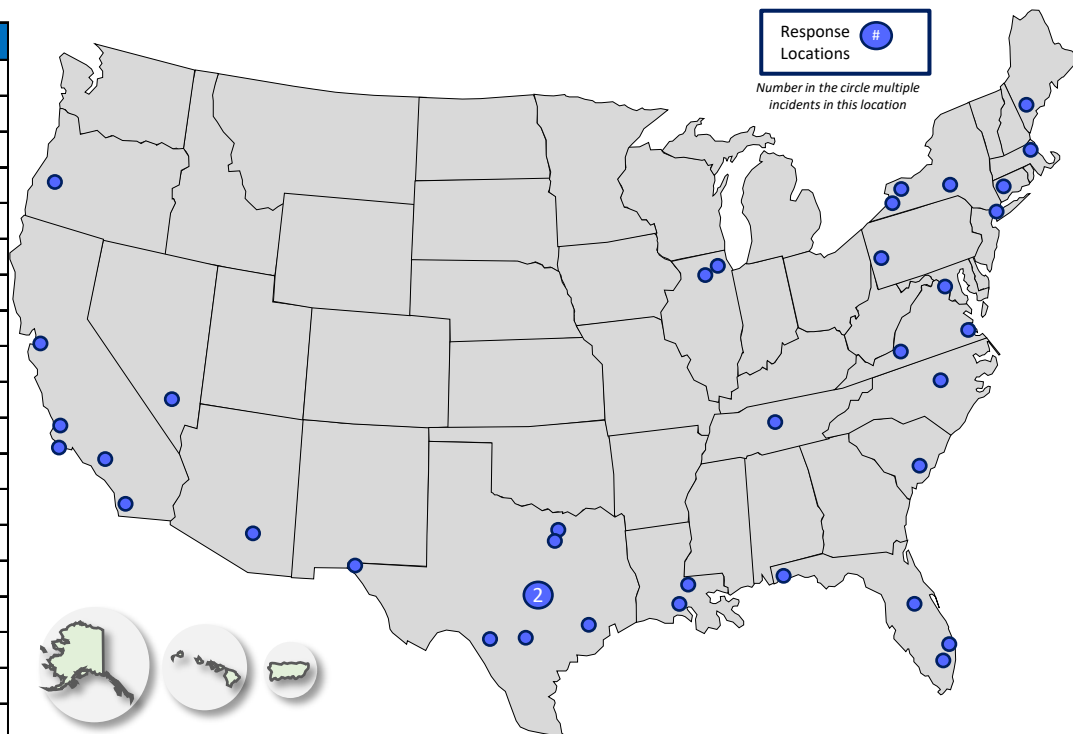 Response
Locations
#
Number in the circle multiple
incidents in this location
2